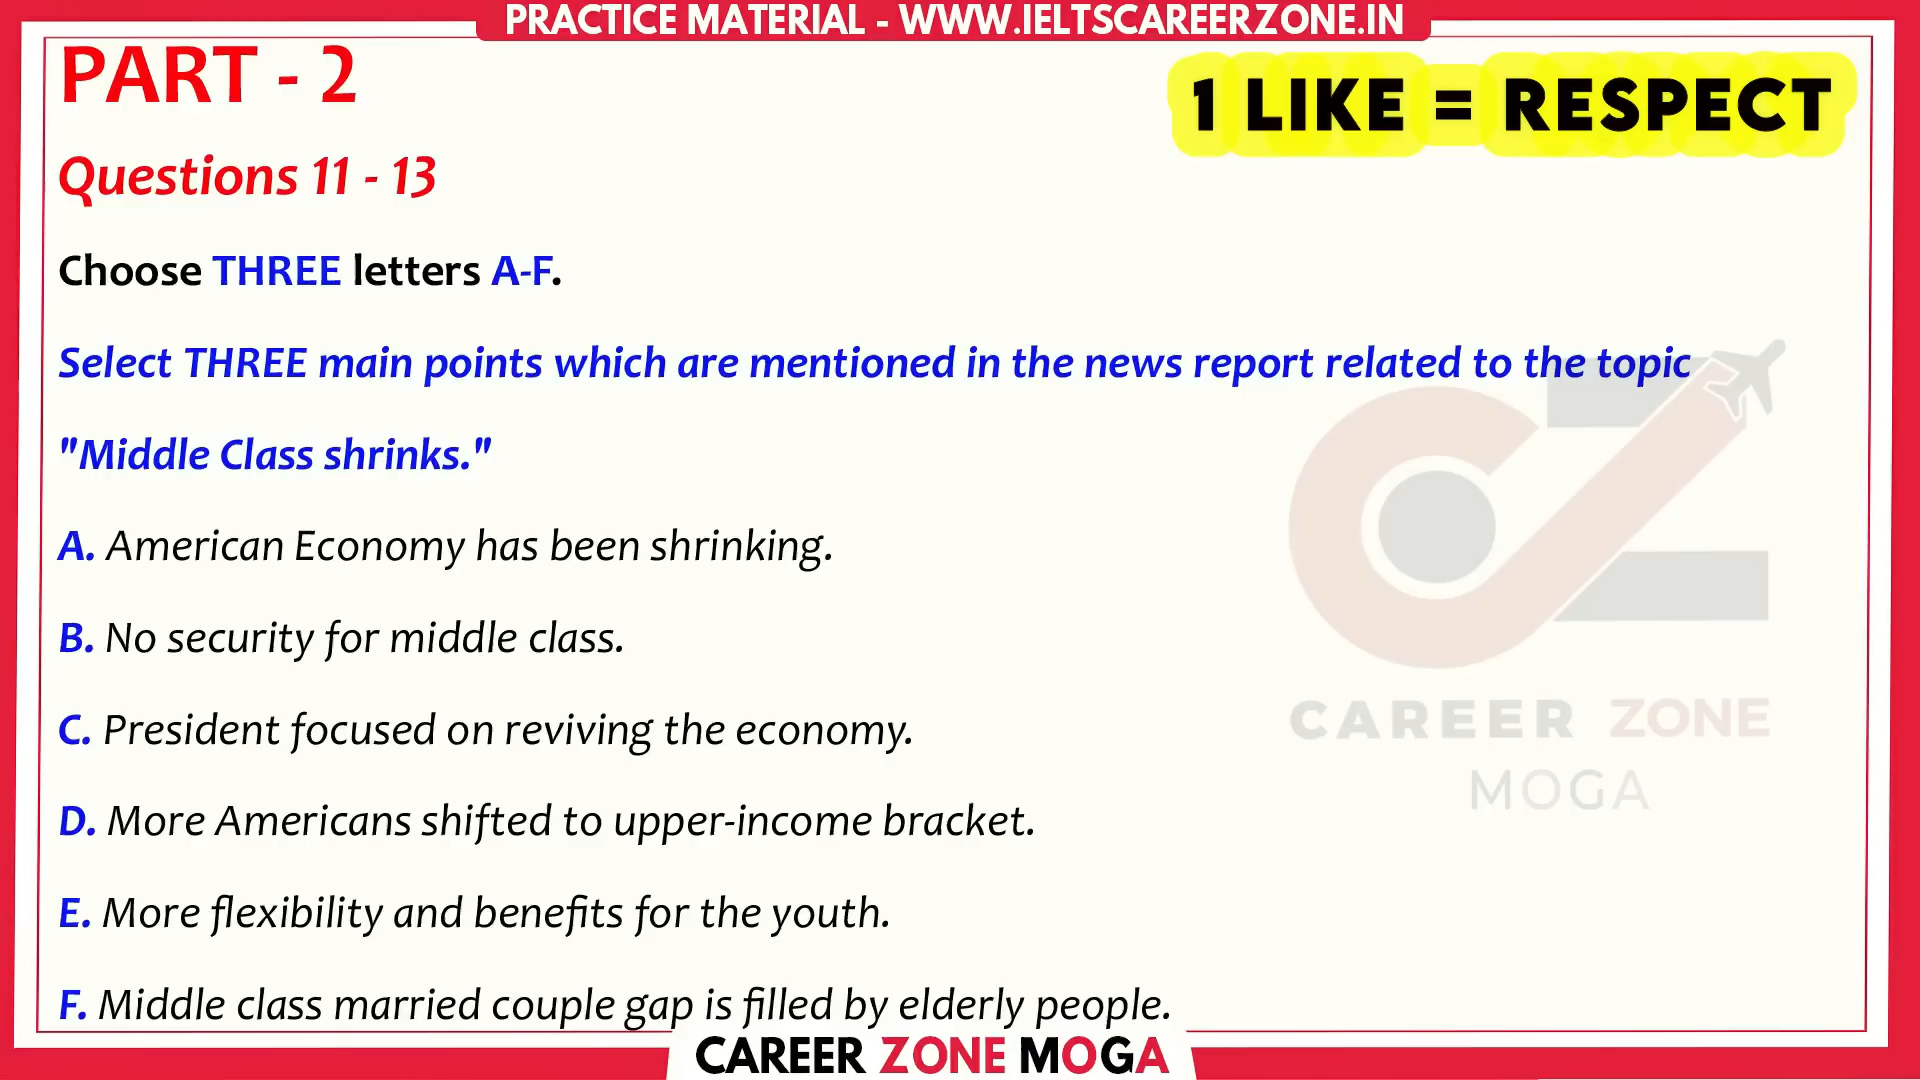 PRACTICE MATERIAL - WWW.IELTSCAREERZONE.IN
PART - 2
1 LIKE = RESPECT
Questions 11 - 13
Choose THREE letters A-F.
Select THREE main points which are mentioned in the news report related to the topic
"Middle Class shrinks."
A. American Economy has been shrinking.
B. No security for middle class.
C. President focused on reviving the economy.
D. More Americans shifted to upper-income bracket.
E. More flexibility and benefits for the youth.
F. Middle class married couple gap is filled by elderly people.
CAREER ZONE
MOGA
CAREER ZONE MOGA